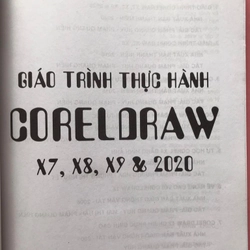 GIÁO TRÌNH THỰC HÀNH
CORELDRAW
X7, X8, X9 & 2020